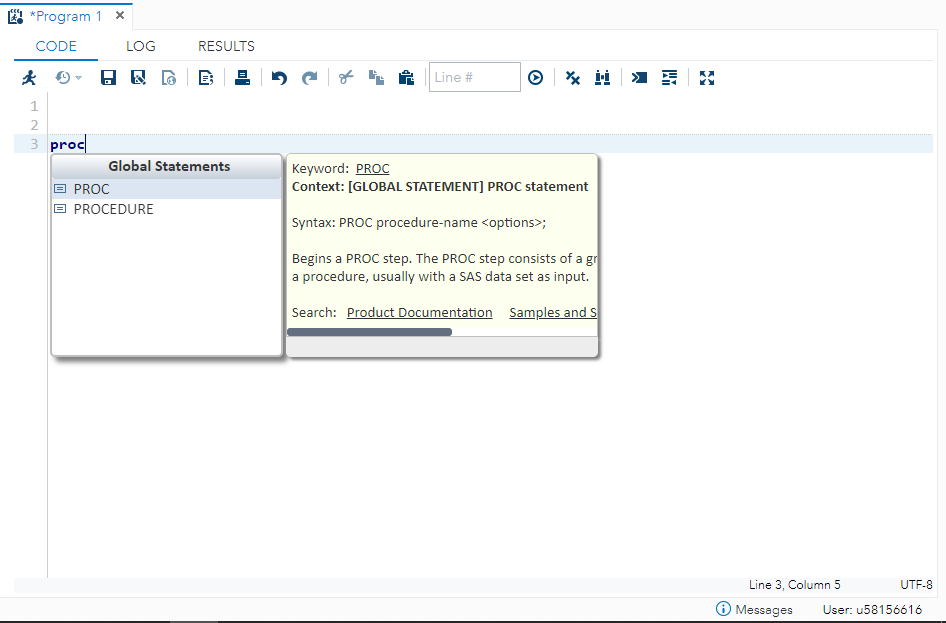 *Program 1
CODE LOG RESULTS
Line #
1
2
3 proc
Global Statements
PROC
PROCEDURE
Keyword: PROC
Context: [GLOBAL STATEMENT] PROC statement
Syntax: PROC procedure-name <options>;
Begins a PROC step. The PROC step consists of a gr
a procedure, usually with a SAS data set as input.
Search: Product Documentation Samples and S
Line 3, Column 5 UTF-8
Messages User: u58156616